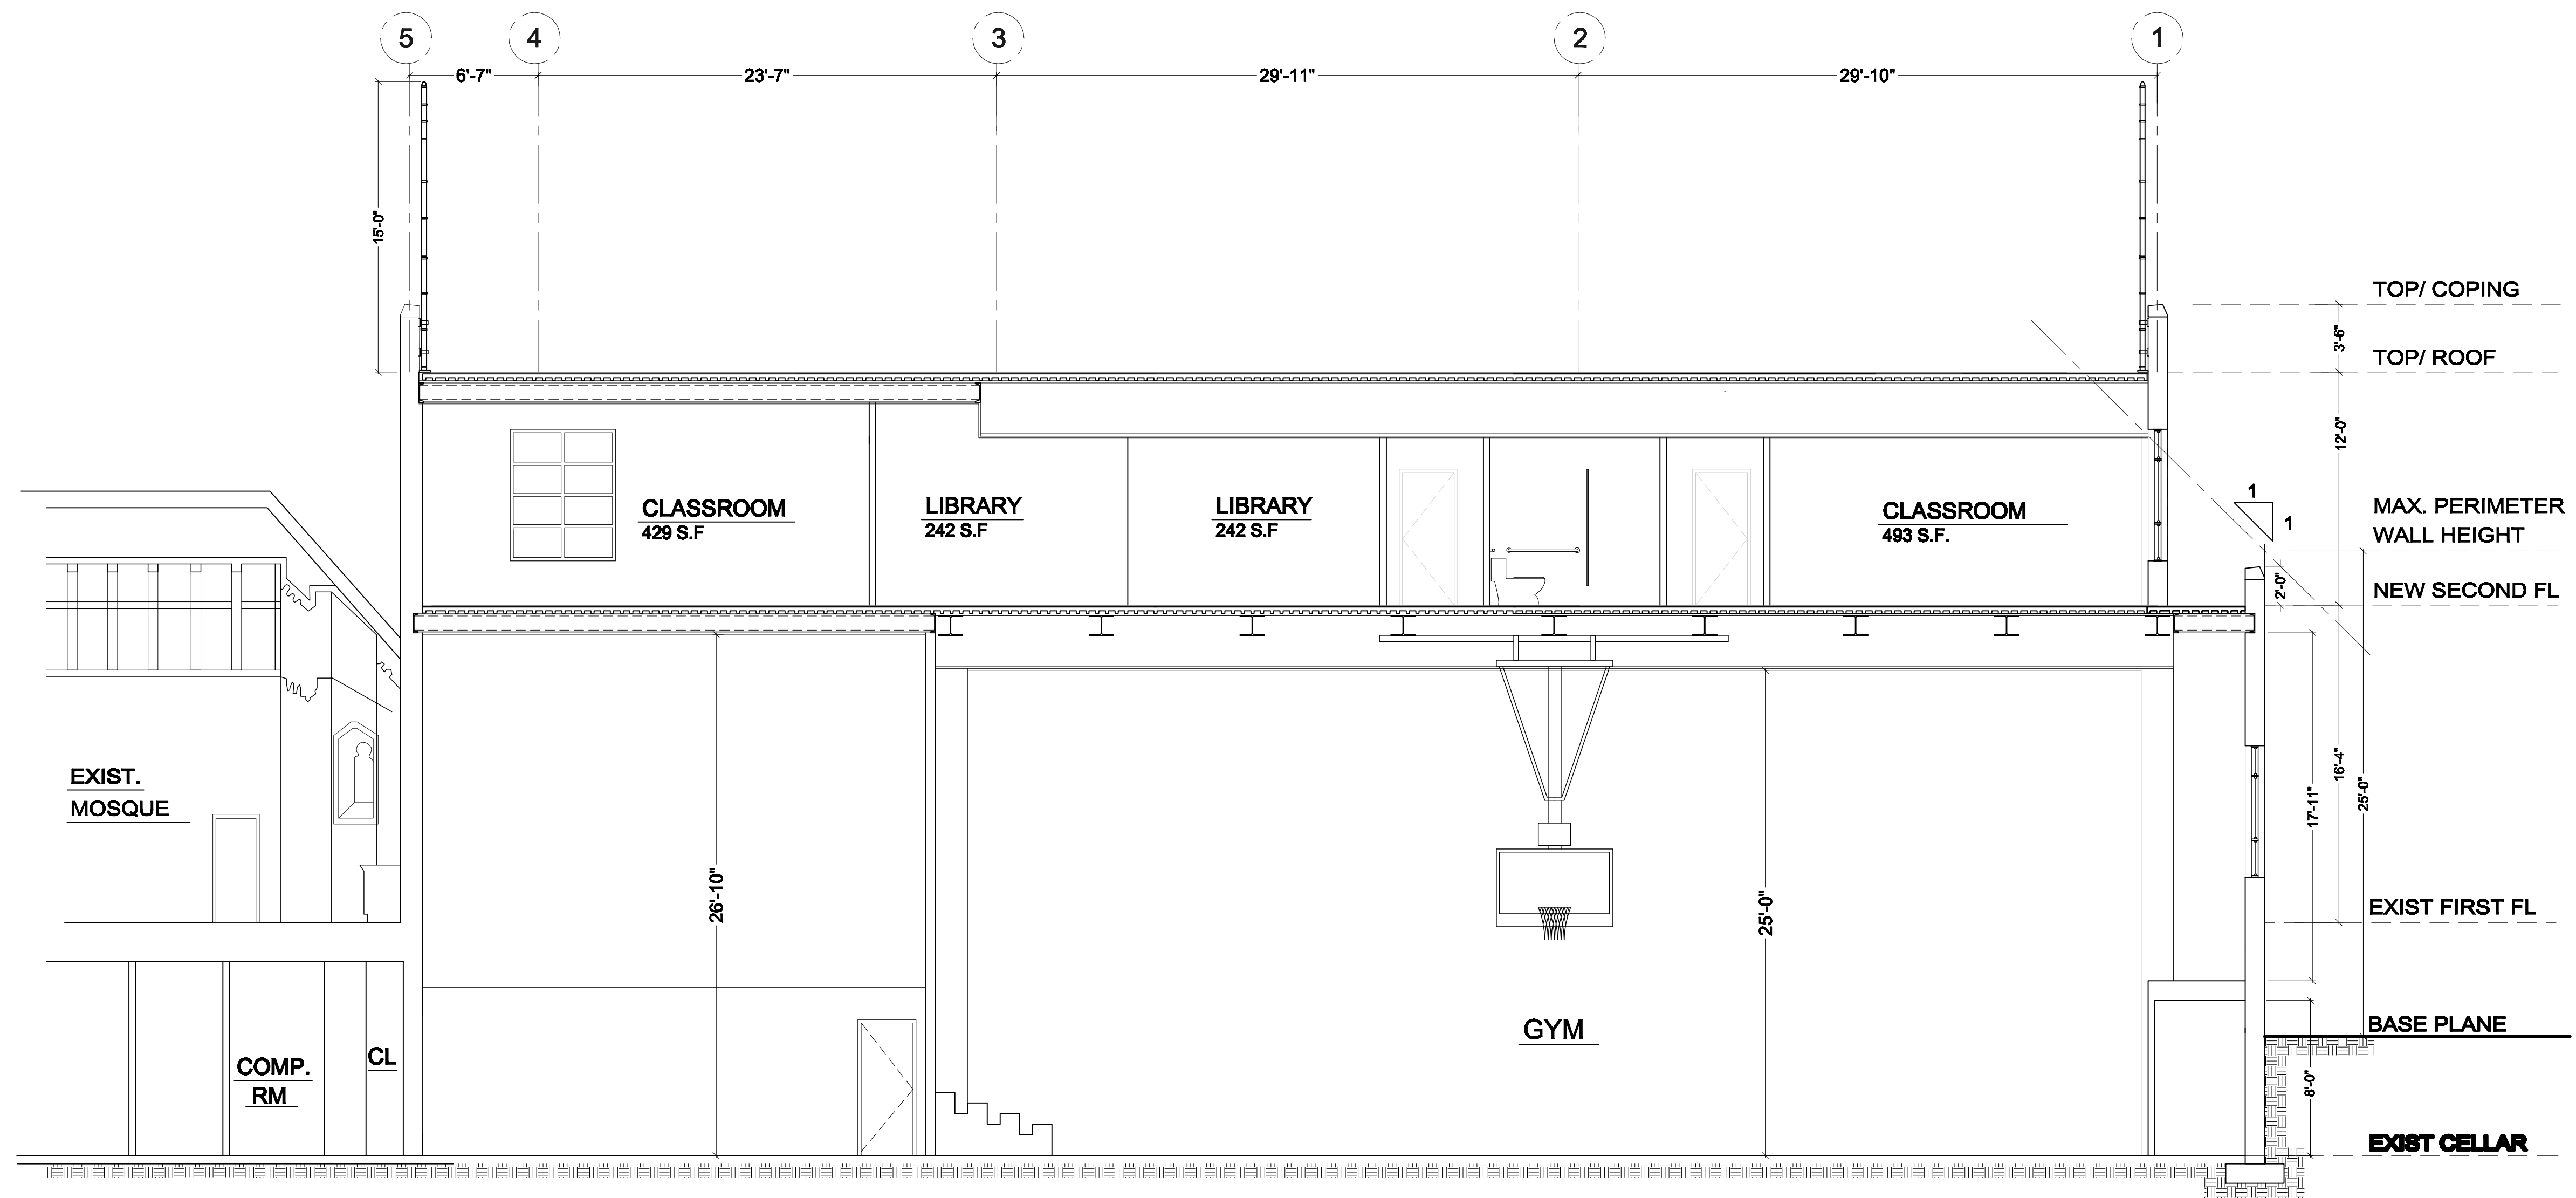 5
4
3
2
1
6'-7"
23'-7"
29'-11"
29'-10"
15'-0"
TOP/ COPING
3'-6"
TOP/ ROOF
12'-0"
MAX. PERIMETER
WALL HEIGHT
1
1
2'-0"
NEW SECOND FL
CLASSROOM
429 S.F
LIBRARY
242 S.F
LIBRARY
242 S.F
CLASSROOM
493 S.F.
EXIST.
MOSQUE
26'-10"
25'-0"
17'-11"
16'-4"
25'-0"
EXIST FIRST FL
GYM
BASE PLANE
COMP.
RM
CL
8'-0"
EXIST CELLAR